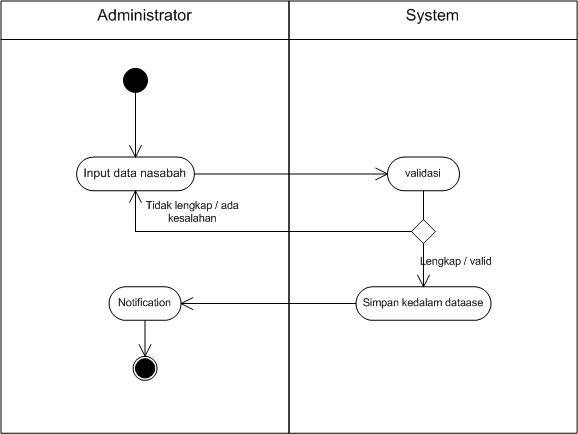 Administrator
System
Input data nasabah
validasi
Tidak lengkap / ada
kesalahan
Lengkap / valid
Notification
Simpan kedalam dataase